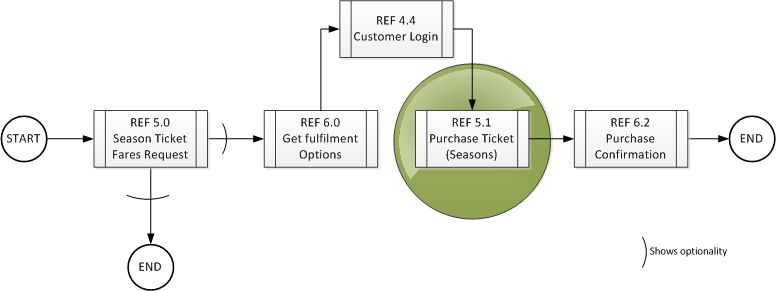 REF 4.4
Customer Login
START
REF 5.0
Season Ticket
Fares Request
REF 6.0
Get fulfilment
Options
REF 5.1
Purchase Ticket
(Seasons)
REF 6.2
Purchase
Confirmation
END
END
Shows optionality